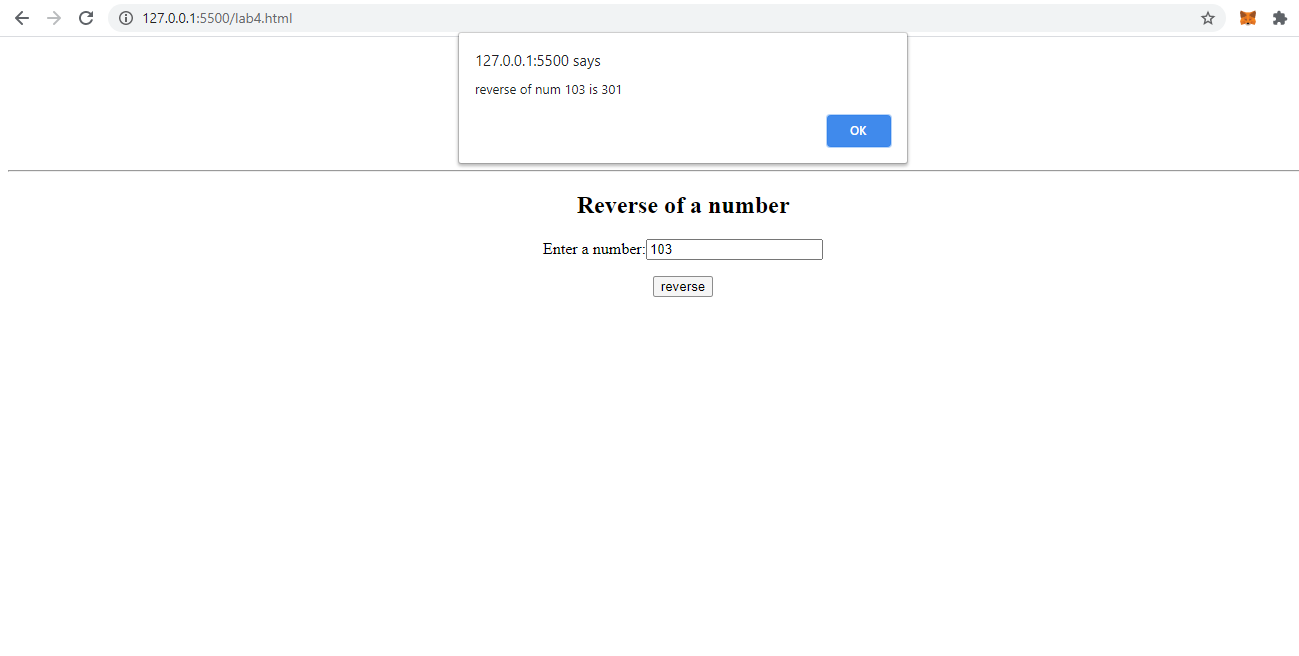 127.0.0.1:5500/lab4.html
127.0.0.1:5500 says
reverse of num 103 is 301
OK
Reverse of a number
Enter a number:103
reverse